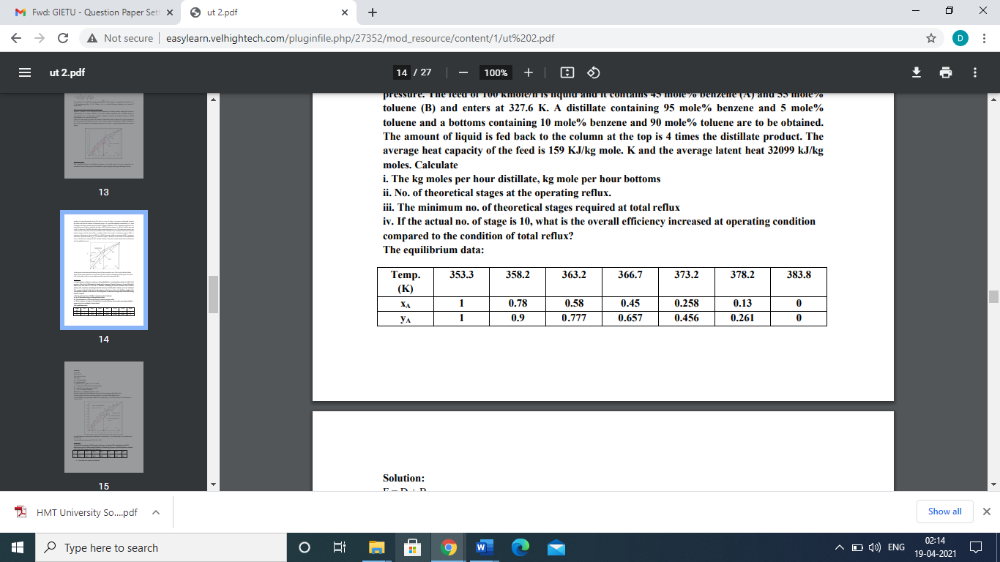 Fwd: GIETU - Question Paper Set
ut 2.pdf
Not secure | easylearn.velhightech.com/pluginfile.php/27352/mod_resource/content/1/ut%202.pdf
D
ut 2.pdf
14 / 27
100%
13
14
15
pressure. The feed of 100 kmole/h is liquid and it contains 45 mole% benzene (A) and 55 mole%
toluene (B) and enters at 327.6 K. A distillate containing 95 mole% benzene and 5 mole%
toluene and a bottoms containing 10 mole% benzene and 90 mole% toluene are to be obtained.
The amount of liquid is fed back to the column at the top is 4 times the distillate product. The
average heat capacity of the feed is 159 KJ/kg mole. K and the average latent heat 32099 kJ/kg
moles. Calculate
i. The kg moles per hour distillate, kg mole per hour bottoms
ii. No. of theoretical stages at the operating reflux.
iii. The minimum no. of theoretical stages required at total reflux
iv. If the actual no. of stage is 10, what is the overall efficiency increased at operating condition
compared to the condition of total reflux?
The equilibrium data:
Temp. (K) 353.3 358.2 363.2 366.7 373.2 378.2 383.8
xA 1 0.78 0.58 0.45 0.258 0.13 0
yA 1 0.9 0.777 0.657 0.456 0.261 0
Solution:
HMT University So....pdf
Show all
Type here to search
ENG
02:14
19-04-2021